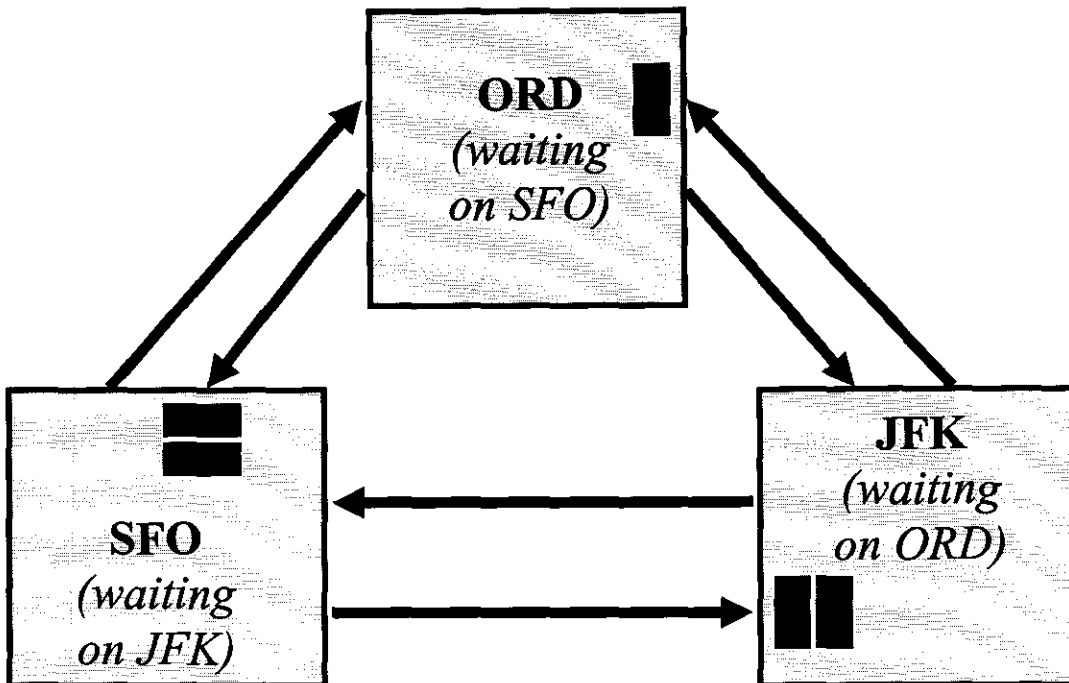 ORD
(waiting
on SFO)
SFO
(waiting
on JFK)
JFK
(waiting
on ORD)